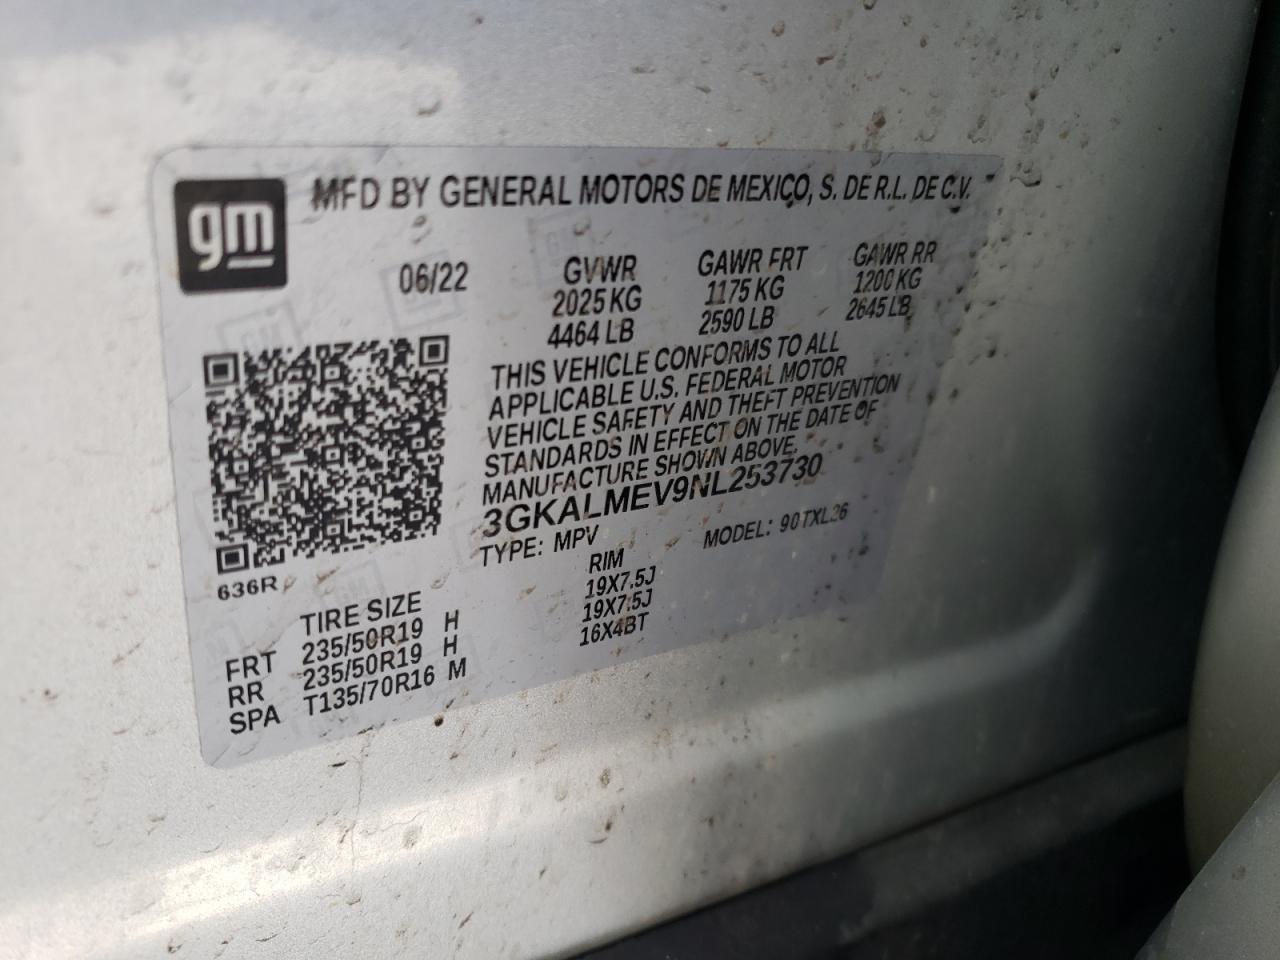 gm
MFD BY GENERAL MOTORS DE MEXICO, S. DE R.L. DE C.V.
06/22 GVWR GAWR FRT GAWR RR
2025 KG 1175 KG 1200 KG
4464 LB 2590 LB 2645 LB
THIS VEHICLE CONFORMS TO ALL
APPLICABLE U.S. FEDERAL MOTOR
VEHICLE SAFETY AND THEFT PREVENTION
STANDARDS IN EFFECT ON THE DATE OF
MANUFACTURE SHOWN ABOVE.
3GKALMEV9NL253730
TYPE: MPV MODEL: 90TXL26
636R
TIRE SIZE RIM
FRT 235/50R19 H 19X7.5J
RR 235/50R19 H 19X7.5J
SPA T135/70R16 M 16X4BT